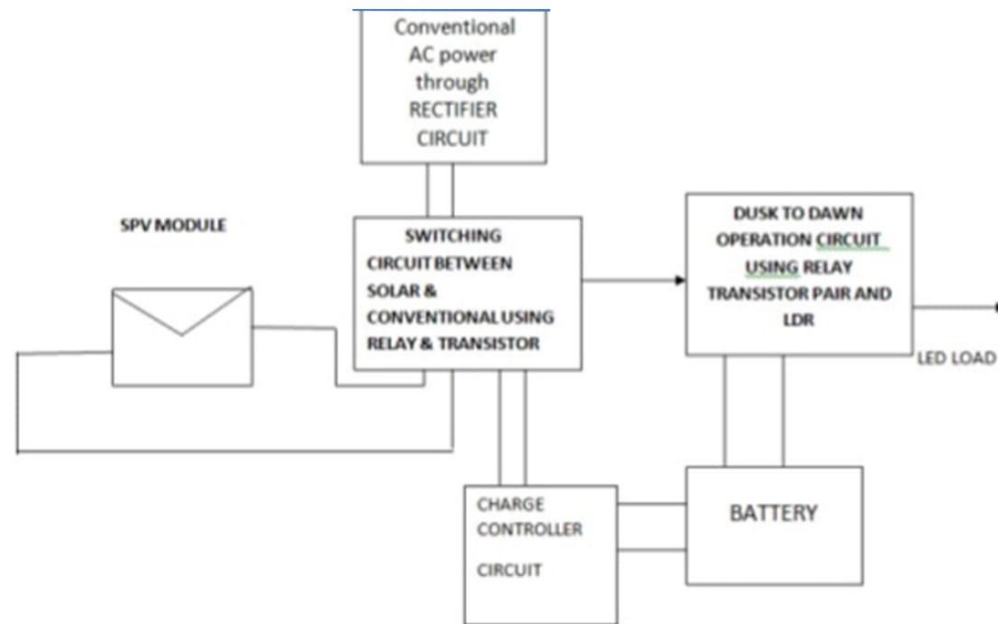 Conventional
AC power
through
RECTIFIER
CIRCUIT
SPV MODULE
SWITCHING
CIRCUIT BETWEEN
SOLAR &
CONVENTIONAL USING
RELAY & TRANSISTOR
DUSK TO DAWN
OPERATION CIRCUIT
USING RELAY
TRANSISTOR PAIR AND
LDR
LED LOAD
CHARGE
CONTROLLER
CIRCUIT
BATTERY